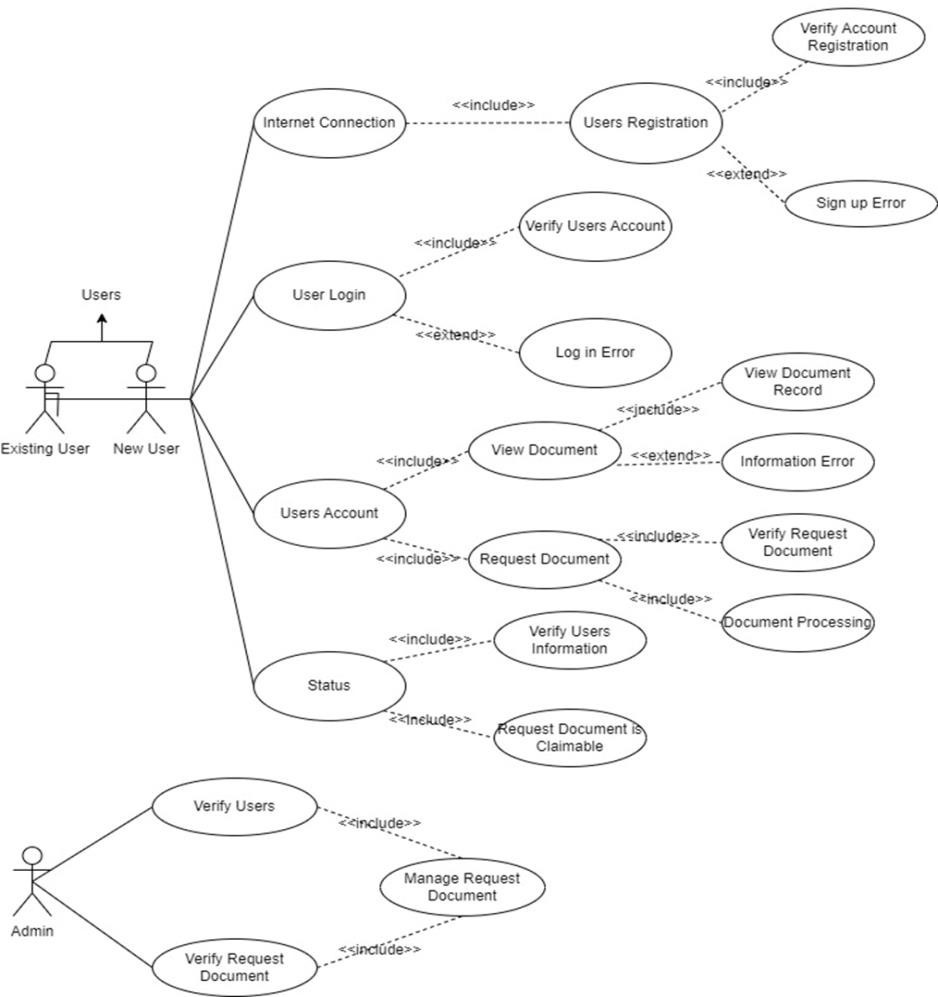 Verify Account
Registration
<<include>>
<<include>>
Internet Connection
Users Registration
<<extend>>
Sign up Error
Verify Users Account
<<include>>
User Login
<<extend>>
Log in Error
Users
Existing User
New User
View Document
Record
<<include>>
View Document
<<extend>>
Information Error
<<include>>
Users Account
<<include>>
Request Document
<<include>>
Verify Request
Document
<<include>>
Document Processing
<<include>>
Verify Users
Information
Status
<<include>>
Request Document is
Claimable
Verify Users
<<include>>
Manage Request
Document
Admin
<<include>>
Verify Request
Document